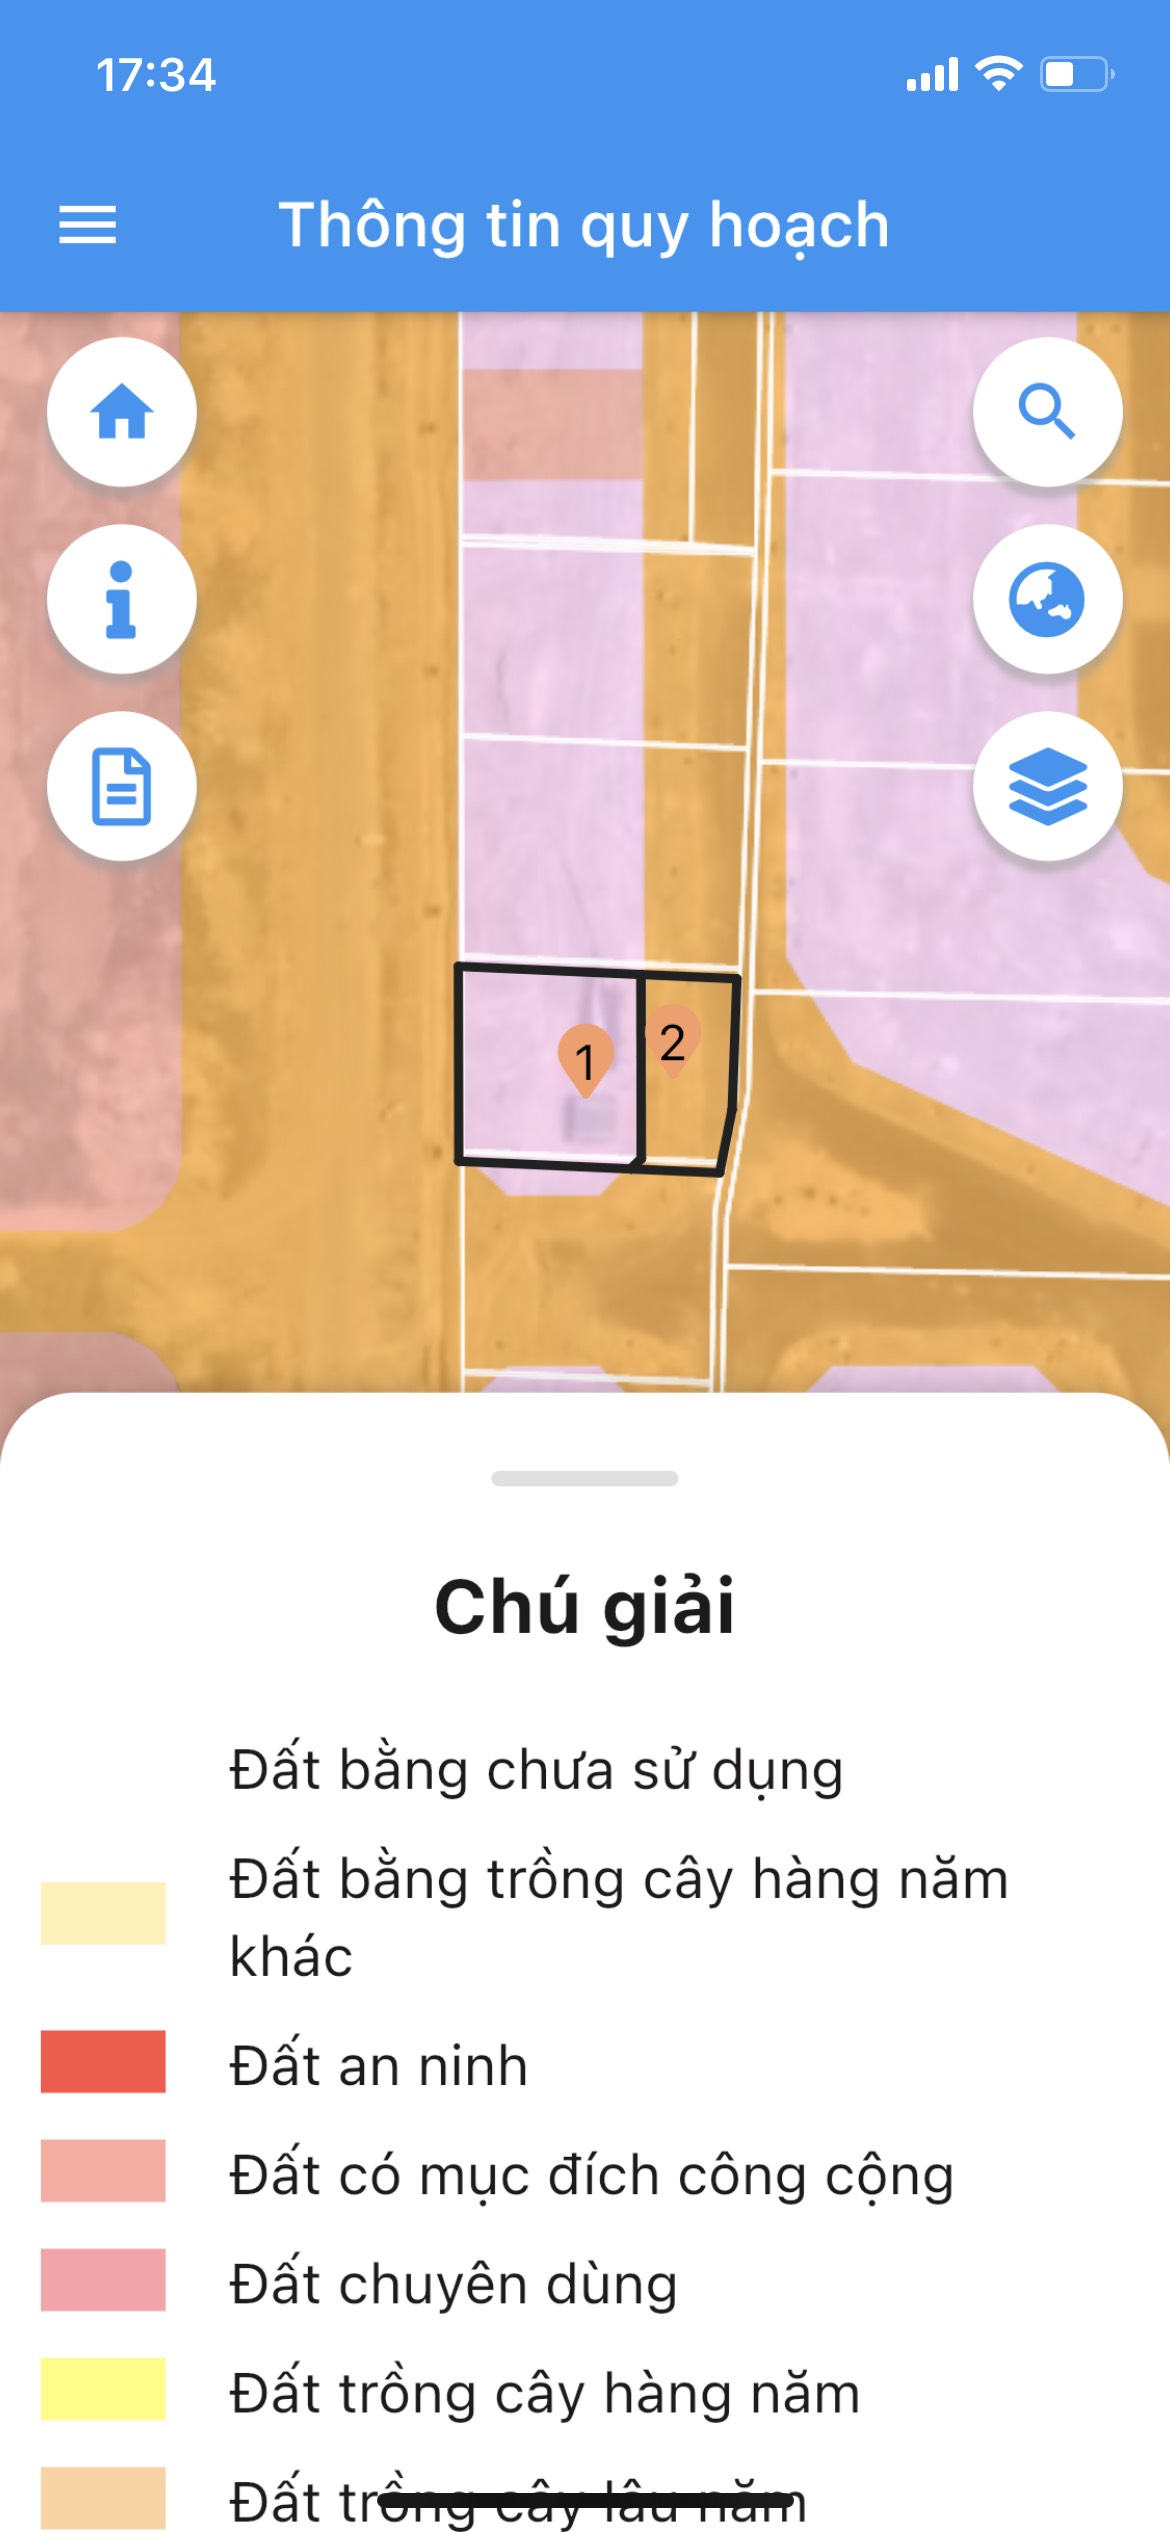 17:34
Thông tin quy hoạch
1
2
Chú giải
Đất bằng chưa sử dụng
Đất bằng trồng cây hàng năm
khác
Đất an ninh
Đất có mục đích công cộng
Đất chuyên dùng
Đất trồng cây hàng năm
Đất trồng cây lâu năm